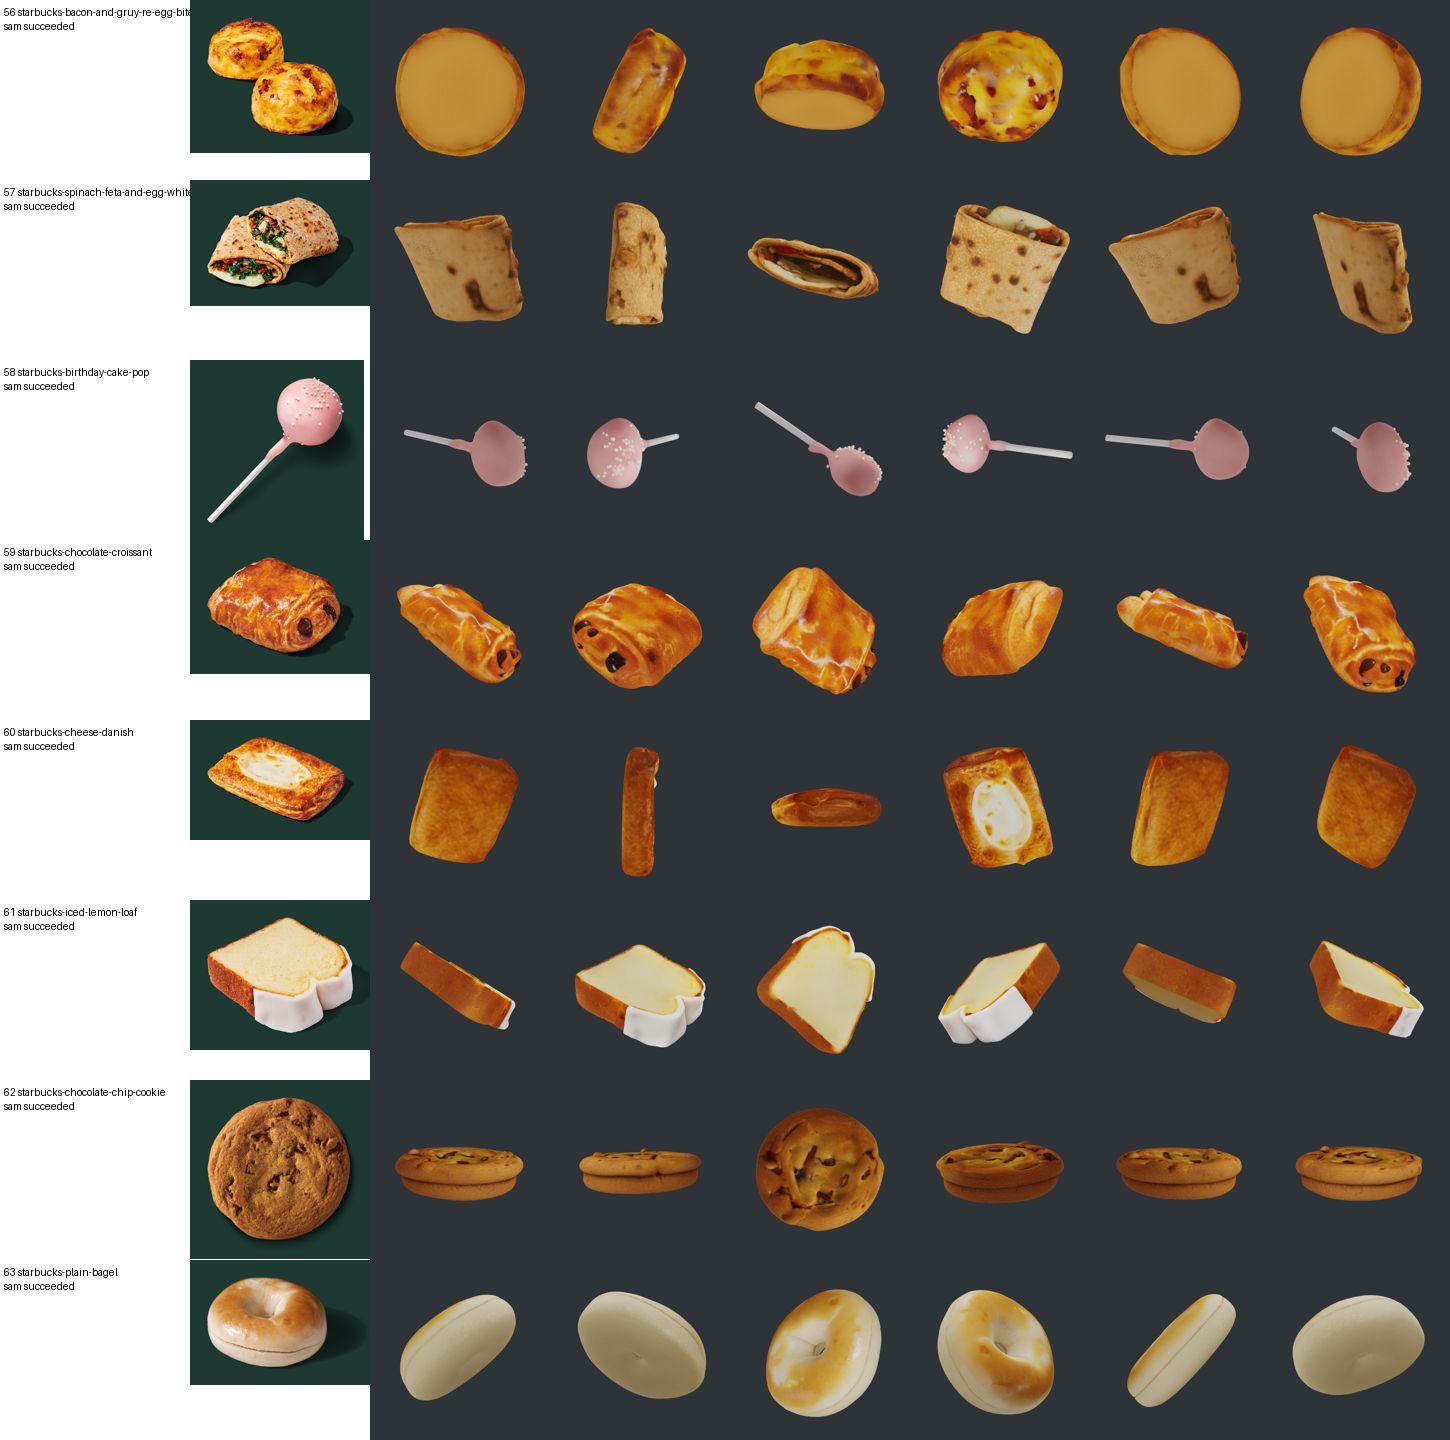 56 starbucks-bacon-and-gruy-re-egg-bite
sam succeeded
57 starbucks-spinach-feta-and-egg-white
sam succeeded
58 starbucks-birthday-cake-pop
sam succeeded
59 starbucks-chocolate-croissant
sam succeeded
60 starbucks-cheese-danish
sam succeeded
61 starbucks-iced-lemon-loaf
sam succeeded
62 starbucks-chocolate-chip-cookie
sam succeeded
63 starbucks-plain-bagel
sam succeeded